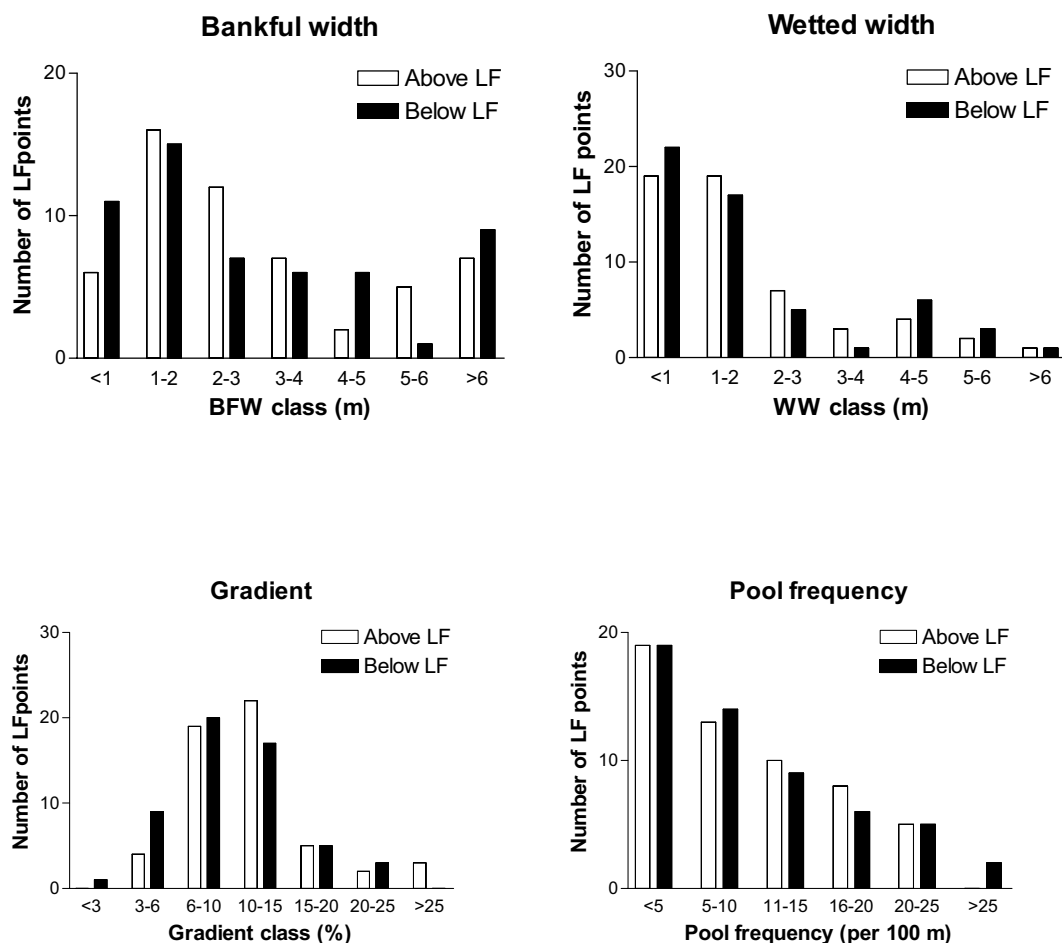 Bankful width
Above LF
Below LF
20
10
0
Number of LFpoints
<1 1-2 2-3 3-4 4-5 5-6 >6
BFW class (m)
Wetted width
Above LF
Below LF
30
20
10
0
Number of LF points
<1 1-2 2-3 3-4 4-5 5-6 >6
WW class (m)
Gradient
Above LF
Below LF
30
20
10
0
Number of LFpoints
<3 3-6 6-10 10-15 15-20 20-25 >25
Gradient class (%)
Pool frequency
Above LF
Below LF
20
10
0
Number of LF points
<5 5-10 11-15 16-20 20-25 >25
Pool frequency (per 100 m)